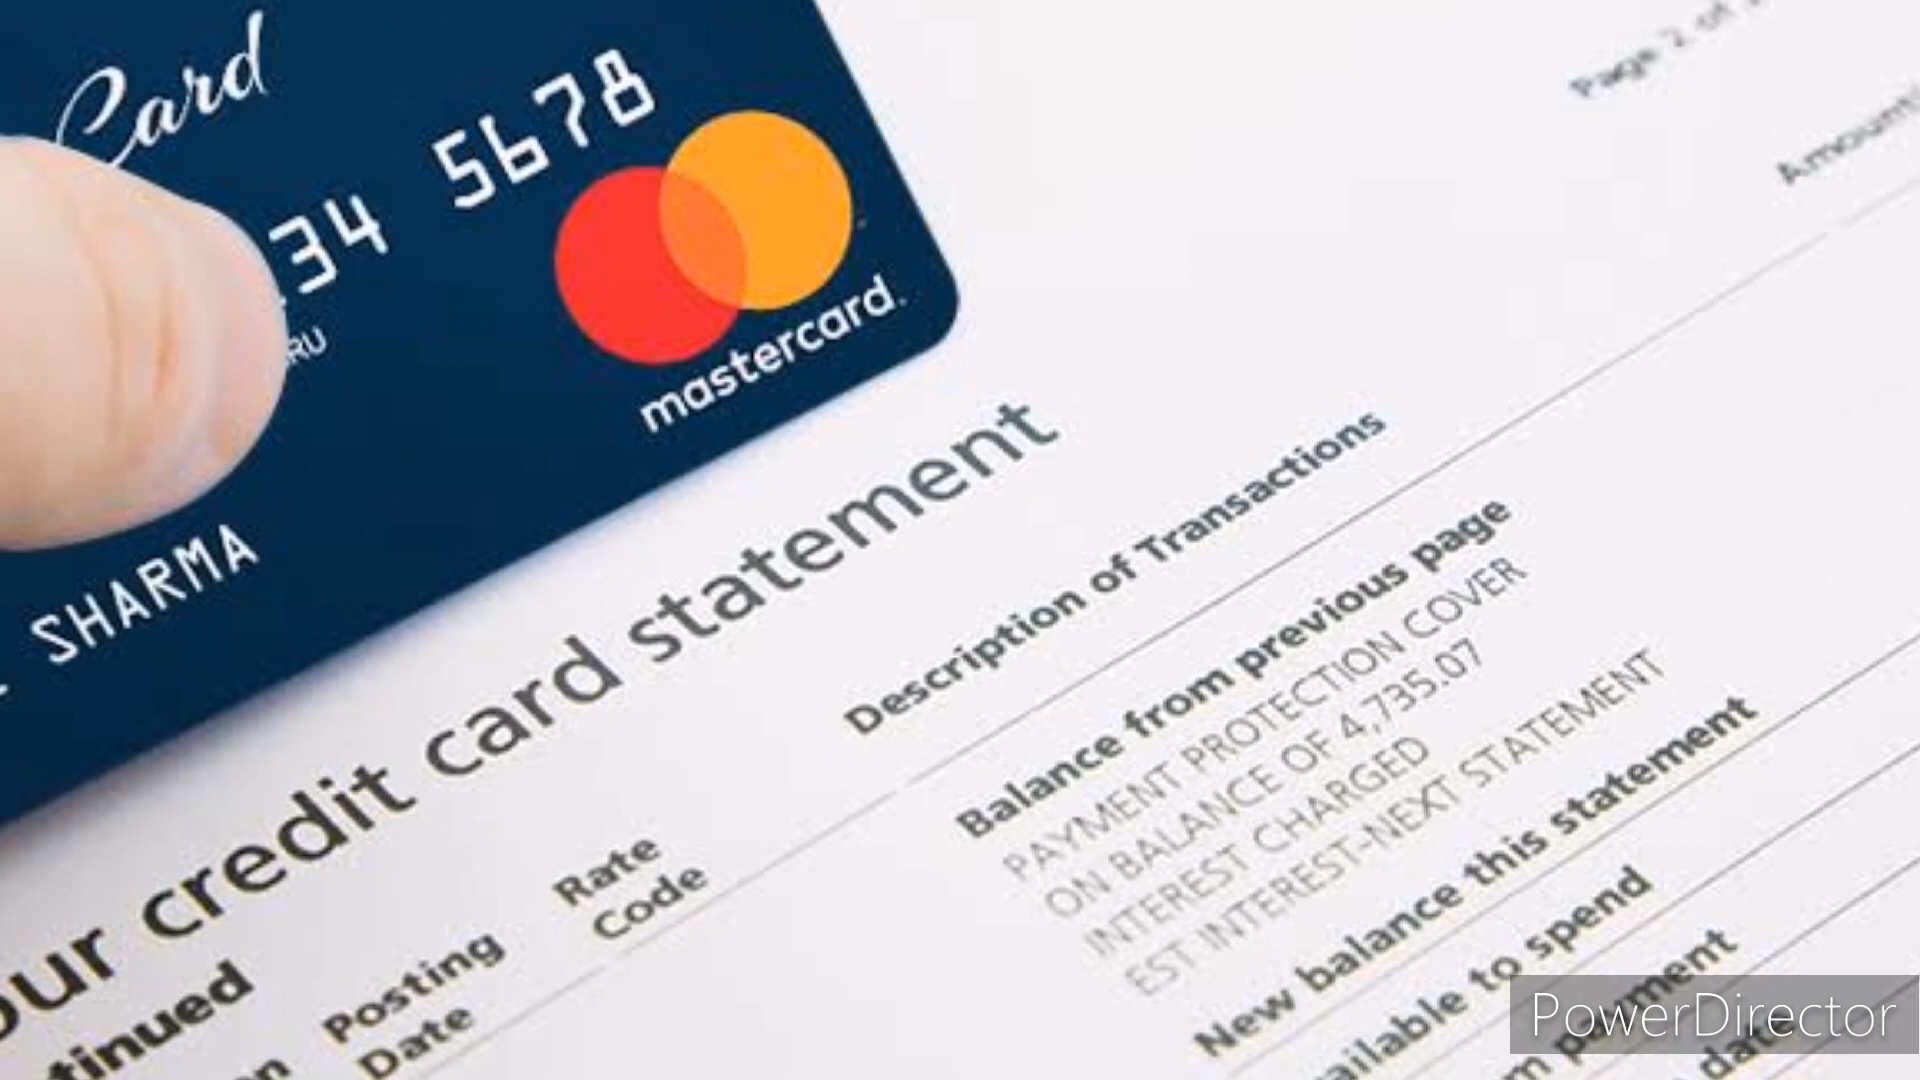 Card
34 5678
RU
SHARMA
mastercard.
Page 2 of
Amount
our credit card statement
tinued
Posting
Date
Rate
Code
Description of Transactions
Balance from previous page
PAYMENT PROTECTION COVER
ON BALANCE OF 4,735.07
INTEREST CHARGED
EST INTEREST-NEXT STATEMENT
New balance this statement
ailable to spend
m payment
date
PowerDirector